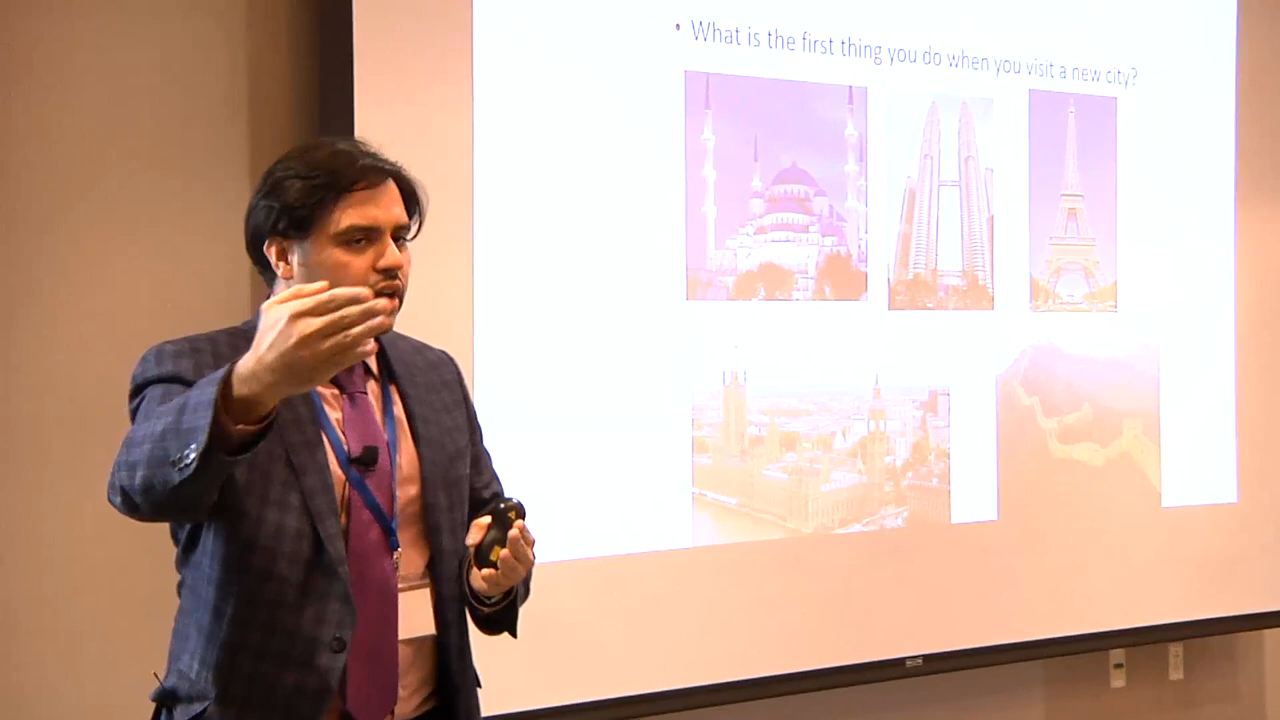 • What is the first thing you do when you visit a new city?